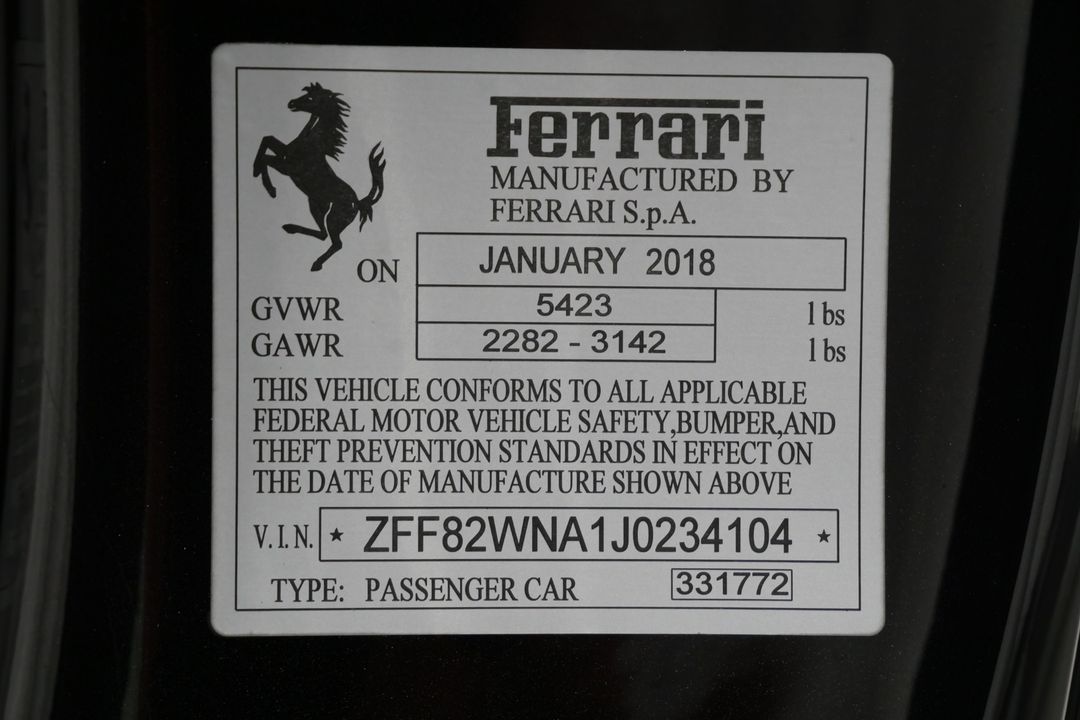 Ferrari
MANUFACTURED BY
FERRARI S.p.A.
ON JANUARY 2018
GVWR 5423 lbs
GAWR 2282 - 3142 lbs
THIS VEHICLE CONFORMS TO ALL APPLICABLE
FEDERAL MOTOR VEHICLE SAFETY,BUMPER,AND
THEFT PREVENTION STANDARDS IN EFFECT ON
THE DATE OF MANUFACTURE SHOWN ABOVE
V.I.N. * ZFF82WNA1J0234104 *
TYPE: PASSENGER CAR 331772